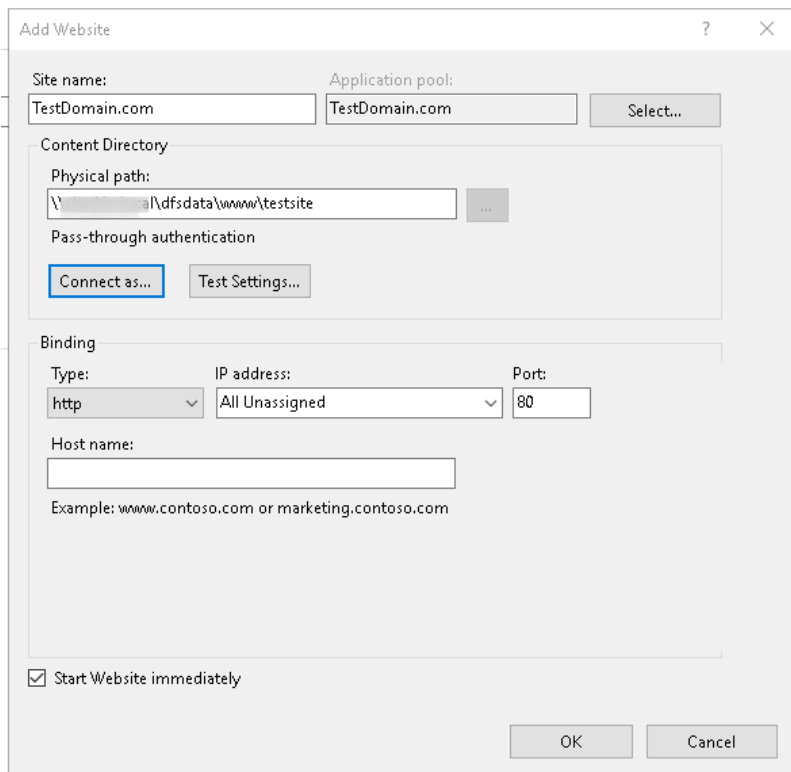 Add Website
Site name: Application pool:
TestDomain.com TestDomain.com Select...
Content Directory
Physical path:
\\ al\dfsdata\www\testsite ...
Pass-through authentication
Connect as... Test Settings...
Binding
Type: IP address: Port:
http All Unassigned 80
Host name:
Example: www.contoso.com or marketing.contoso.com
Start Website immediately
OK Cancel